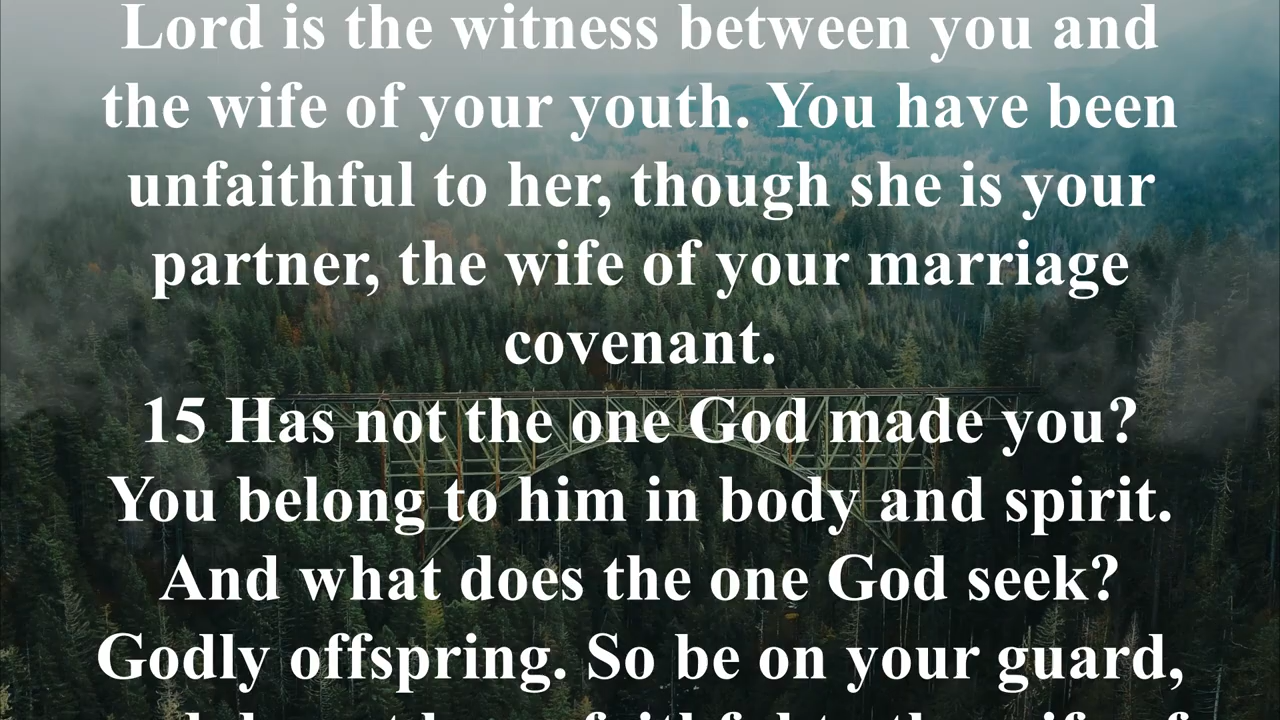 Lord is the witness between you and
the wife of your youth. You have been
unfaithful to her, though she is your
partner, the wife of your marriage
covenant.
15 Has not the one God made you?
You belong to him in body and spirit.
And what does the one God seek?
Godly offspring. So be on your guard,